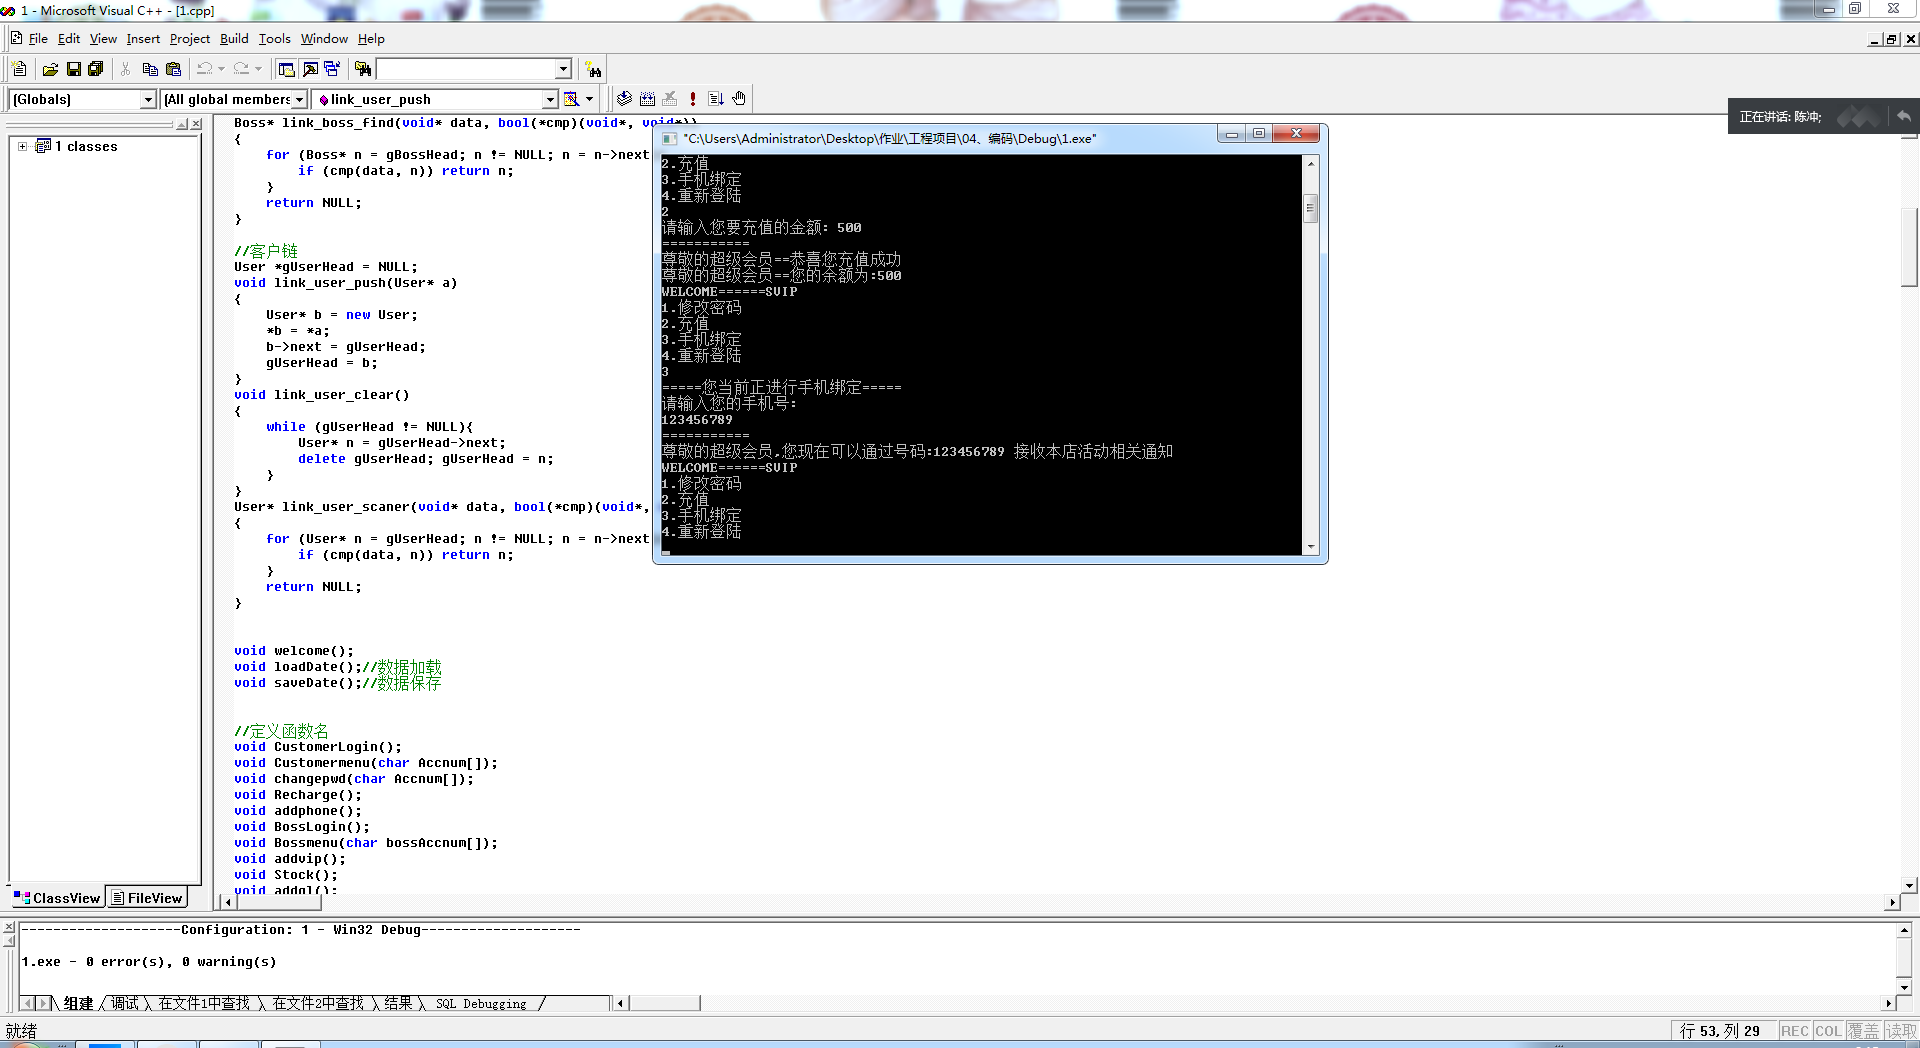 1 - Microsoft Visual C++ - [1.cpp]
File Edit View Insert Project Build Tools Window Help
(Globals) (All global members link_user_push
正在讲话: 陈冲;
1 classes
Boss* link_boss_find(void* data, bool(*cmp)(void*, void*))
{
for (Boss* n = gBossHead; n != NULL; n = n->next
if (cmp(data, n)) return n;
}
return NULL;
}
//客户链
User *gUserHead = NULL;
void link_user_push(User* a)
{
User* b = new User;
*b = *a;
b->next = gUserHead;
gUserHead = b;
}
void link_user_clear()
{
while (gUserHead != NULL){
User* n = gUserHead->next;
delete gUserHead; gUserHead = n;
}
}
User* link_user_scaner(void* data, bool(*cmp)(void*,
{
for (User* n = gUserHead; n != NULL; n = n->next
if (cmp(data, n)) return n;
}
return NULL;
}
void welcome();
void loadDate();//数据加载
void saveDate();//数据保存
//定义函数名
void CustomerLogin();
void Customermenu(char Accnum[]);
void changepwd(char Accnum[]);
void Recharge();
void addphone();
void BossLogin();
void Bossmenu(char bossAccnum[]);
void addvip();
void Stock();
void addgl();
"C:\Users\Administrator\Desktop\作业\工程项目\04、编码\Debug\1.exe"
2.充值
3.手机绑定
4.重新登陆
2
请输入您要充值的金额: 500
===========
尊敬的超级会员==恭喜您充值成功
尊敬的超级会员==您的余额为:500
WELCOME======SVIP
1.修改密码
2.充值
3.手机绑定
4.重新登陆
3
=====您当前正进行手机绑定=====
请输入您的手机号:
123456789
===========
尊敬的超级会员,您现在可以通过号码:123456789 接收本店活动相关通知
WELCOME======SVIP
1.修改密码
2.充值
3.手机绑定
4.重新登陆
ClassView FileView
--------------------Configuration: 1 - Win32 Debug--------------------
1.exe - 0 error(s), 0 warning(s)
组建 调试 在文件1中查找 在文件2中查找 结果 SQL Debugging
就绪 行 53, 列 29 REC COL 覆盖 读取